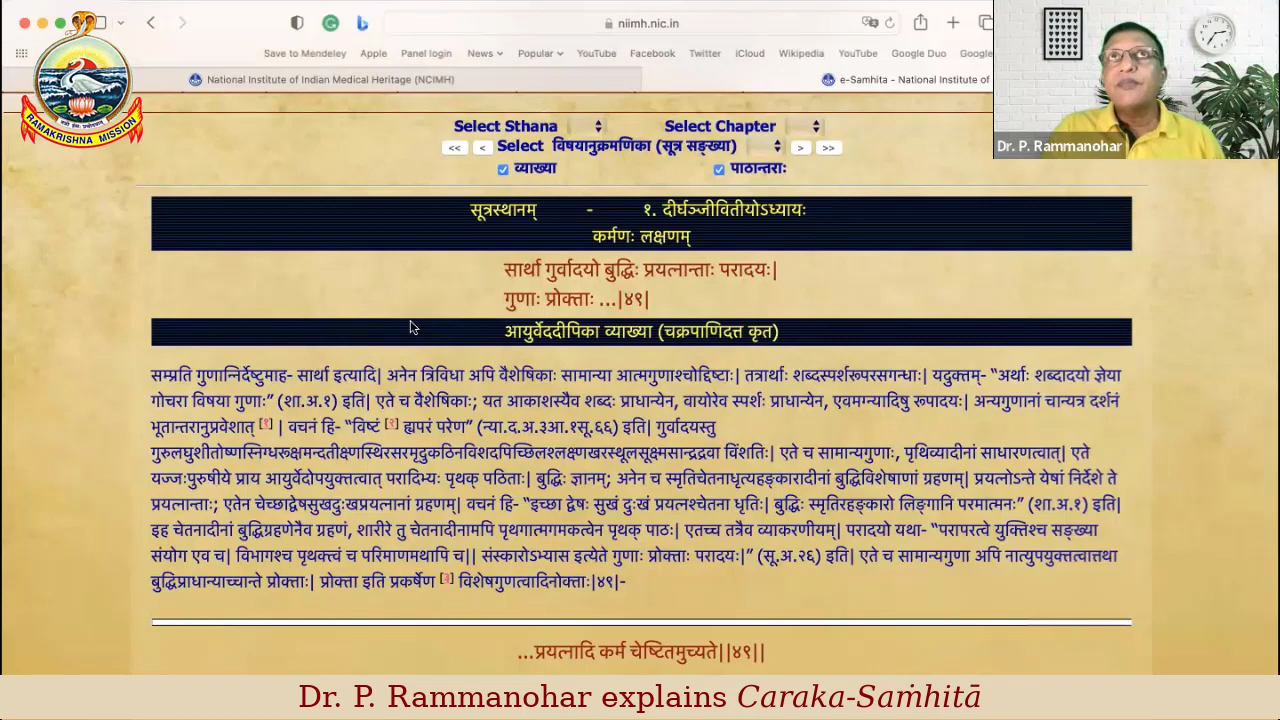 niimh.nic.in
Save to Mendeley Apple Panel login News Popular YouTube Facebook Twitter iCloud Wikipedia YouTube Google Duo Google
National Institute of Indian Medical Heritage (NCIMH)
e-Samhita - National Institute of
RAMAKRISHNA MISSION
Dr. P. Rammanohar
Select Sthana Select Chapter
<< < Select विषयानुक्रमणिका (सूत्र सङ्ख्या) > >>
व्याख्या पाठान्तराः
सूत्रस्थानम् - १. दीर्घञ्जीवितीयोऽध्यायः
कर्मणः लक्षणम्
सार्था गुर्वादयो बुद्धिः प्रयत्नान्ताः परादयः|
गुणाः प्रोक्ताः ...|४९|
आयुर्वेददीपिका व्याख्या (चक्रपाणिदत्त कृत)
सम्प्रति गुणान्निर्देष्टुमाह- सार्था इत्यादि| अनेन त्रिविधा अपि वैशेषिकाः सामान्या आत्मगुणाश्चोद्दिष्टाः| तत्रार्थाः शब्दस्पर्शरूपरसगन्धाः| यदुक्तम्- “अर्थाः शब्दादयो ज्ञेया
गोचरा विषया गुणाः” (शा.अ.१) इति| एते च वैशेषिकाः; यत आकाशस्यैव शब्दः प्राधान्येन, वायोरेव स्पर्शः प्राधान्येन, एवमग्न्यादिषु रूपादयः| अन्यगुणानां चान्यत्र दर्शनं
भूतान्तरानुप्रवेशात् [१] | वचनं हि- “विष्टं [२] ह्यपरं परेण” (न्या.द.अ.३आ.१सू.६६) इति| गुर्वादयस्तु
गुरुलघुशीतोष्णस्निग्धरूक्षमन्दतीक्ष्णस्थिरसरमृदुकठिनविशदपिच्छिलश्लक्ष्णखरस्थूलसूक्ष्मसान्द्रद्रवा विंशतिः| एते च सामान्यगुणाः, पृथिव्यादीनां साधारणत्वात्| एते
यज्जःपुरुषीये प्राय आयुर्वेदोपयुक्तत्वात् परादिभ्यः पृथक् पठिताः| बुद्धिः ज्ञानम्; अनेन च स्मृतिचेतनाधृत्यहङ्कारादीनां बुद्धिविशेषाणां ग्रहणम्| प्रयत्नोऽन्ते येषां निर्देशे ते
प्रयत्नान्ताः; एतेन चेच्छाद्वेषसुखदुःखप्रयत्नानां ग्रहणम्| वचनं हि- “इच्छा द्वेषः सुखं दुःखं प्रयत्नश्चेतना धृतिः| बुद्धिः स्मृतिरहङ्कारो लिङ्गानि परमात्मनः” (शा.अ.१) इति|
इह चेतनादीनां बुद्धिग्रहणेनैव ग्रहणं, शारीरे तु चेतनादीनामपि पृथगात्मगमकत्वेन पृथक् पाठः| एतच्च तत्रैव व्याकरणीयम्| परादयो यथा- “परापरत्वे युक्तिश्च सङ्ख्या
संयोग एव च| विभागश्च पृथक्त्वं च परिमाणमथापि च|| संस्कारोऽभ्यास इत्येते गुणाः प्रोक्ताः परादयः|” (सू.अ.२६) इति| एते च सामान्यगुणा अपि नात्युपयुक्तत्वात्तथा
बुद्धिप्राधान्याच्चान्ते प्रोक्ताः| प्रोक्ता इति प्रकर्षेण [३] विशेषगुणत्वादिनोक्ताः|४९|-
...प्रयत्नादि कर्म चेष्टितमुच्यते||४९||
Dr. P. Rammanohar explains Caraka-Saṁhitā